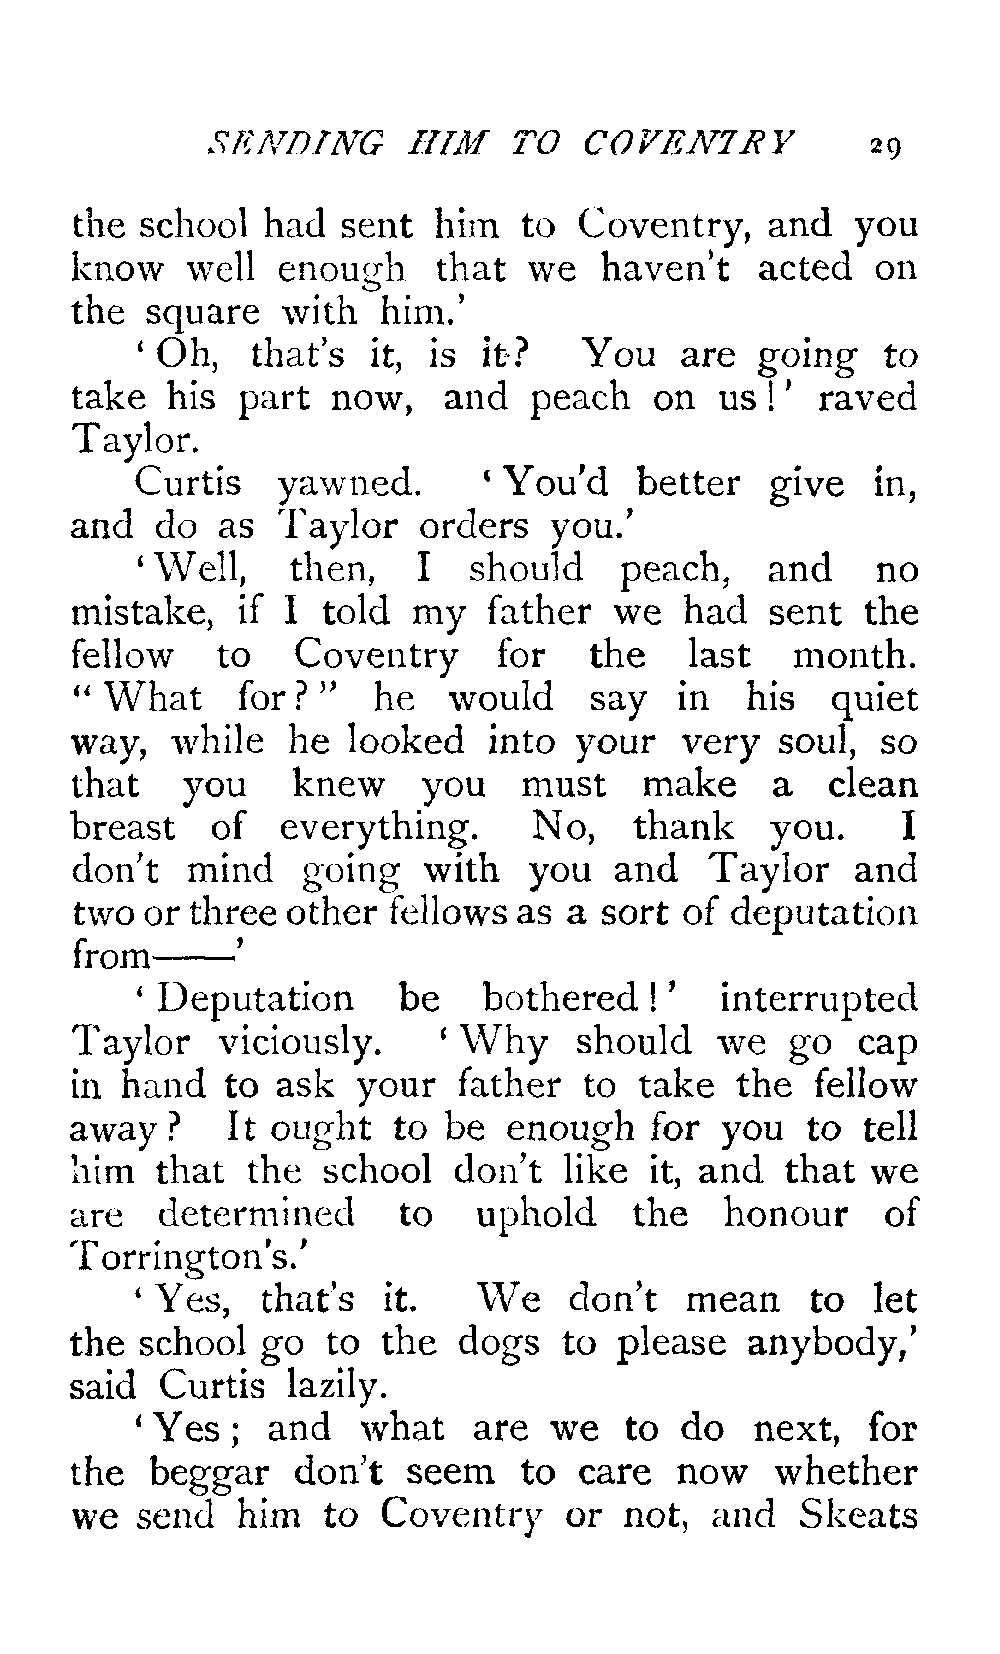 SENDING HIM TO COVENTRY 29
the school had sent him to Coventry, and you
know well enough that we haven't acted on
the square with him.'
‘ Oh, that's it, is it? You are going to
take his part now, and peach on us!' raved
Taylor.
Curtis yawned. ‘ You'd better give in,
and do as Taylor orders you.'
‘ Well, then, I should peach, and no
mistake, if I told my father we had sent the
fellow to Coventry for the last month.
“ What for? ” he would say in his quiet
way, while he looked into your very soul, so
that you knew you must make a clean
breast of everything. No, thank you. I
don't mind going with you and Taylor and
two or three other fellows as a sort of deputation
from——'
‘ Deputation be bothered!' interrupted
Taylor viciously. ‘ Why should we go cap
in hand to ask your father to take the fellow
away? It ought to be enough for you to tell
him that the school don't like it, and that we
are determined to uphold the honour of
Torrington's.'
‘ Yes, that's it. We don't mean to let
the school go to the dogs to please anybody,'
said Curtis lazily.
‘ Yes; and what are we to do next, for
the beggar don't seem to care now whether
we send him to Coventry or not, and Skeats